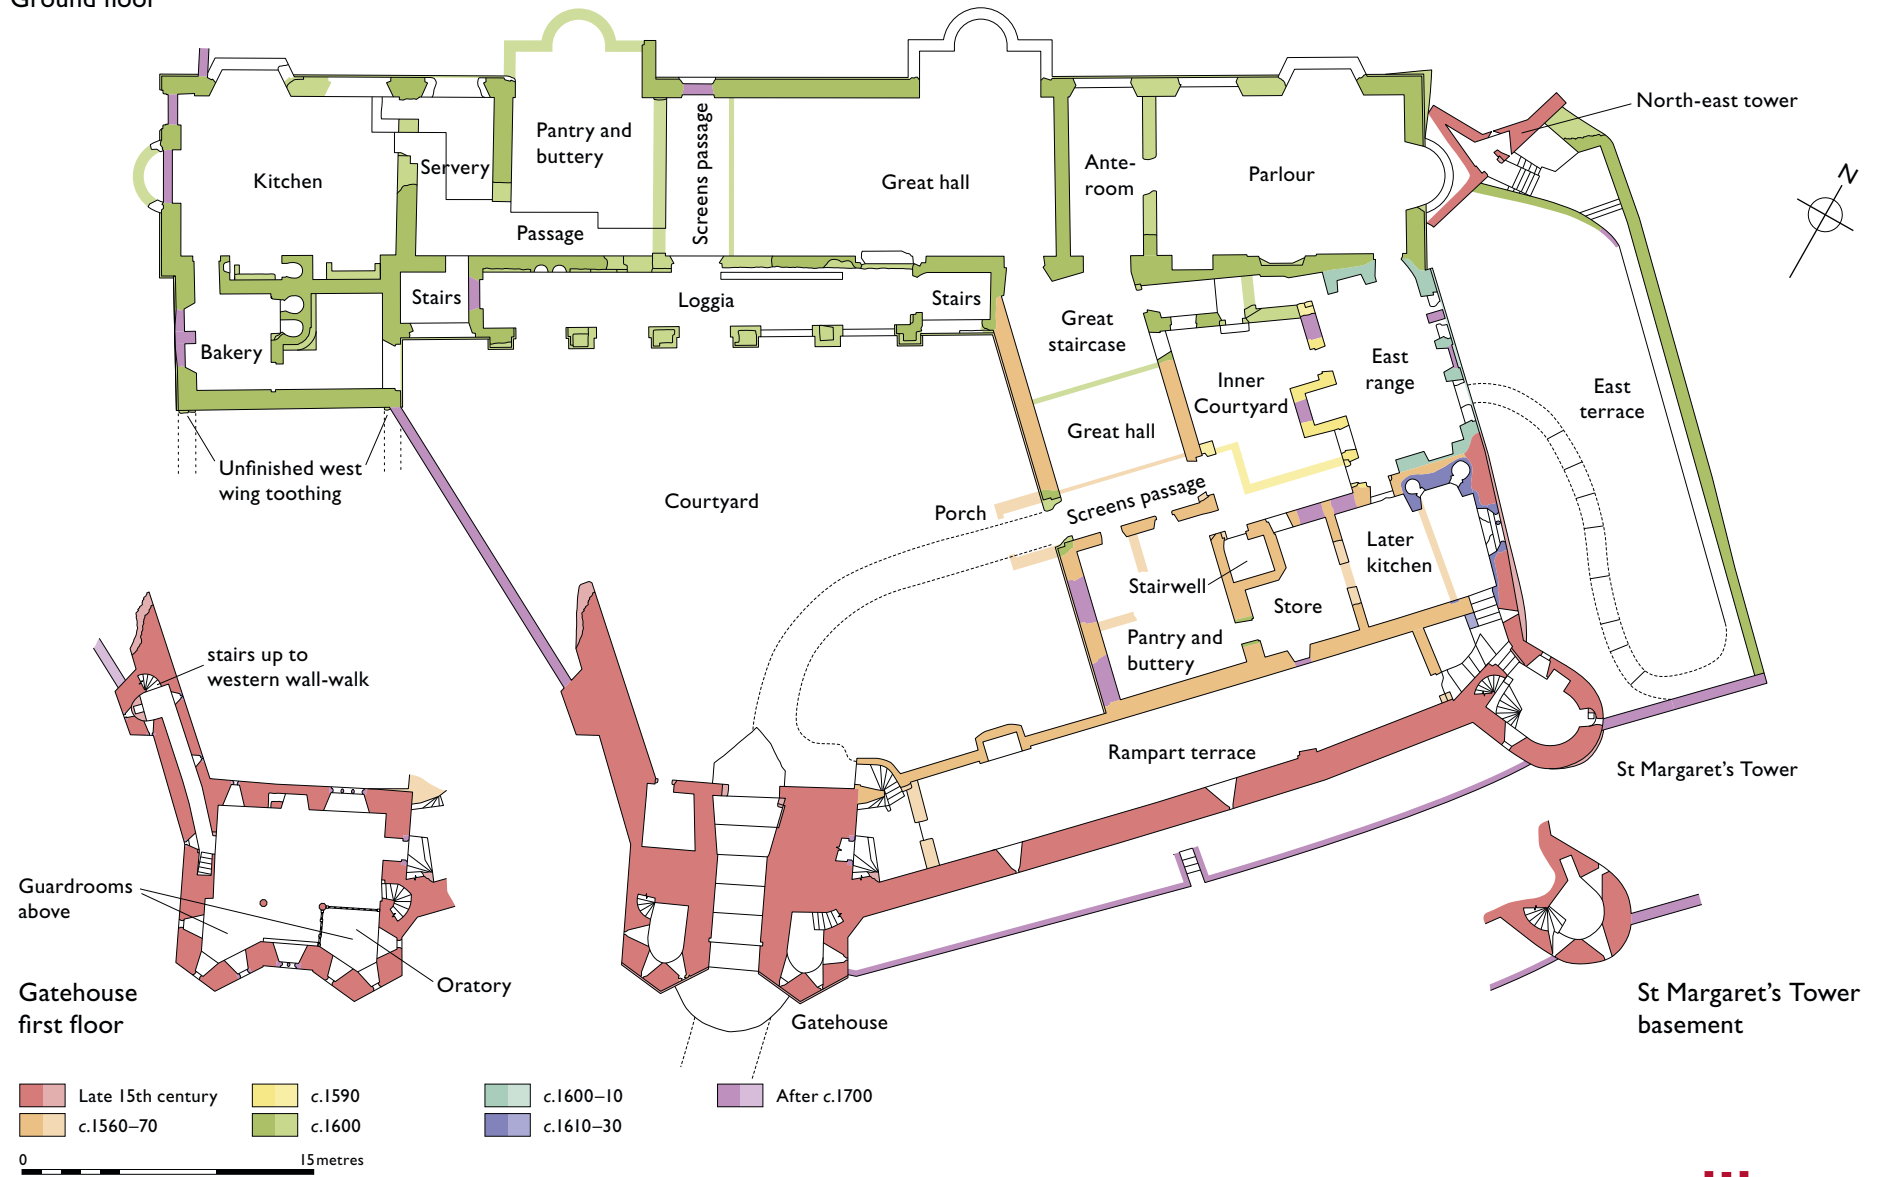 Ground floor
North-east tower
N
Kitchen
Servery
Pantry and
buttery
Screens passage
Great hall
Ante-
room
Parlour
Passage
Stairs
Loggia
Stairs
Bakery
Great
staircase
Inner
Courtyard
East
range
East
terrace
Great hall
Unfinished west
wing toothing
Courtyard
Porch
Screens passage
Later
kitchen
Stairwell
Store
Pantry and
buttery
stairs up to
western wall-walk
Rampart terrace
St Margaret's Tower
Guardrooms
above
Oratory
Gatehouse
first floor
Gatehouse
St Margaret's Tower
basement
Late 15th century
c.1560–70
c.1590
c.1600
c.1600–10
c.1610–30
After c.1700
0 15 metres